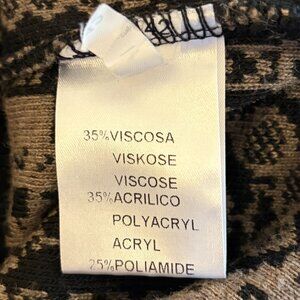 35%VISCOSA
VISKOSE
VISCOSE
35%ACRILICO
POLYACRYL
ACRYL
25%POLIAMIDE